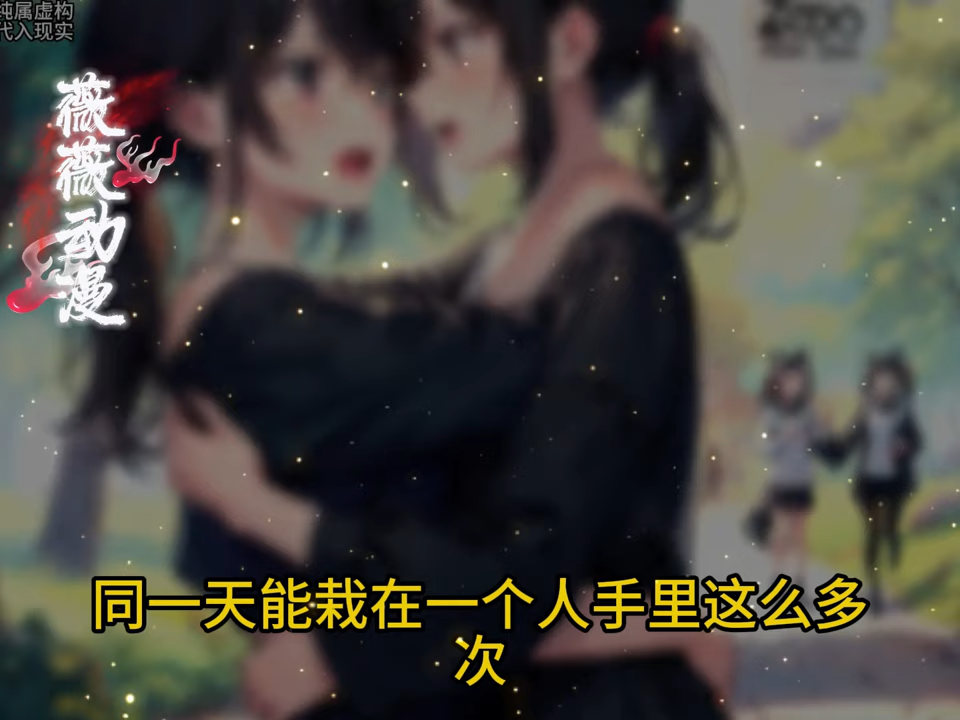 纯属虚构
代入现实
薇薇动漫
同一天能栽在一个人手里这么多
次